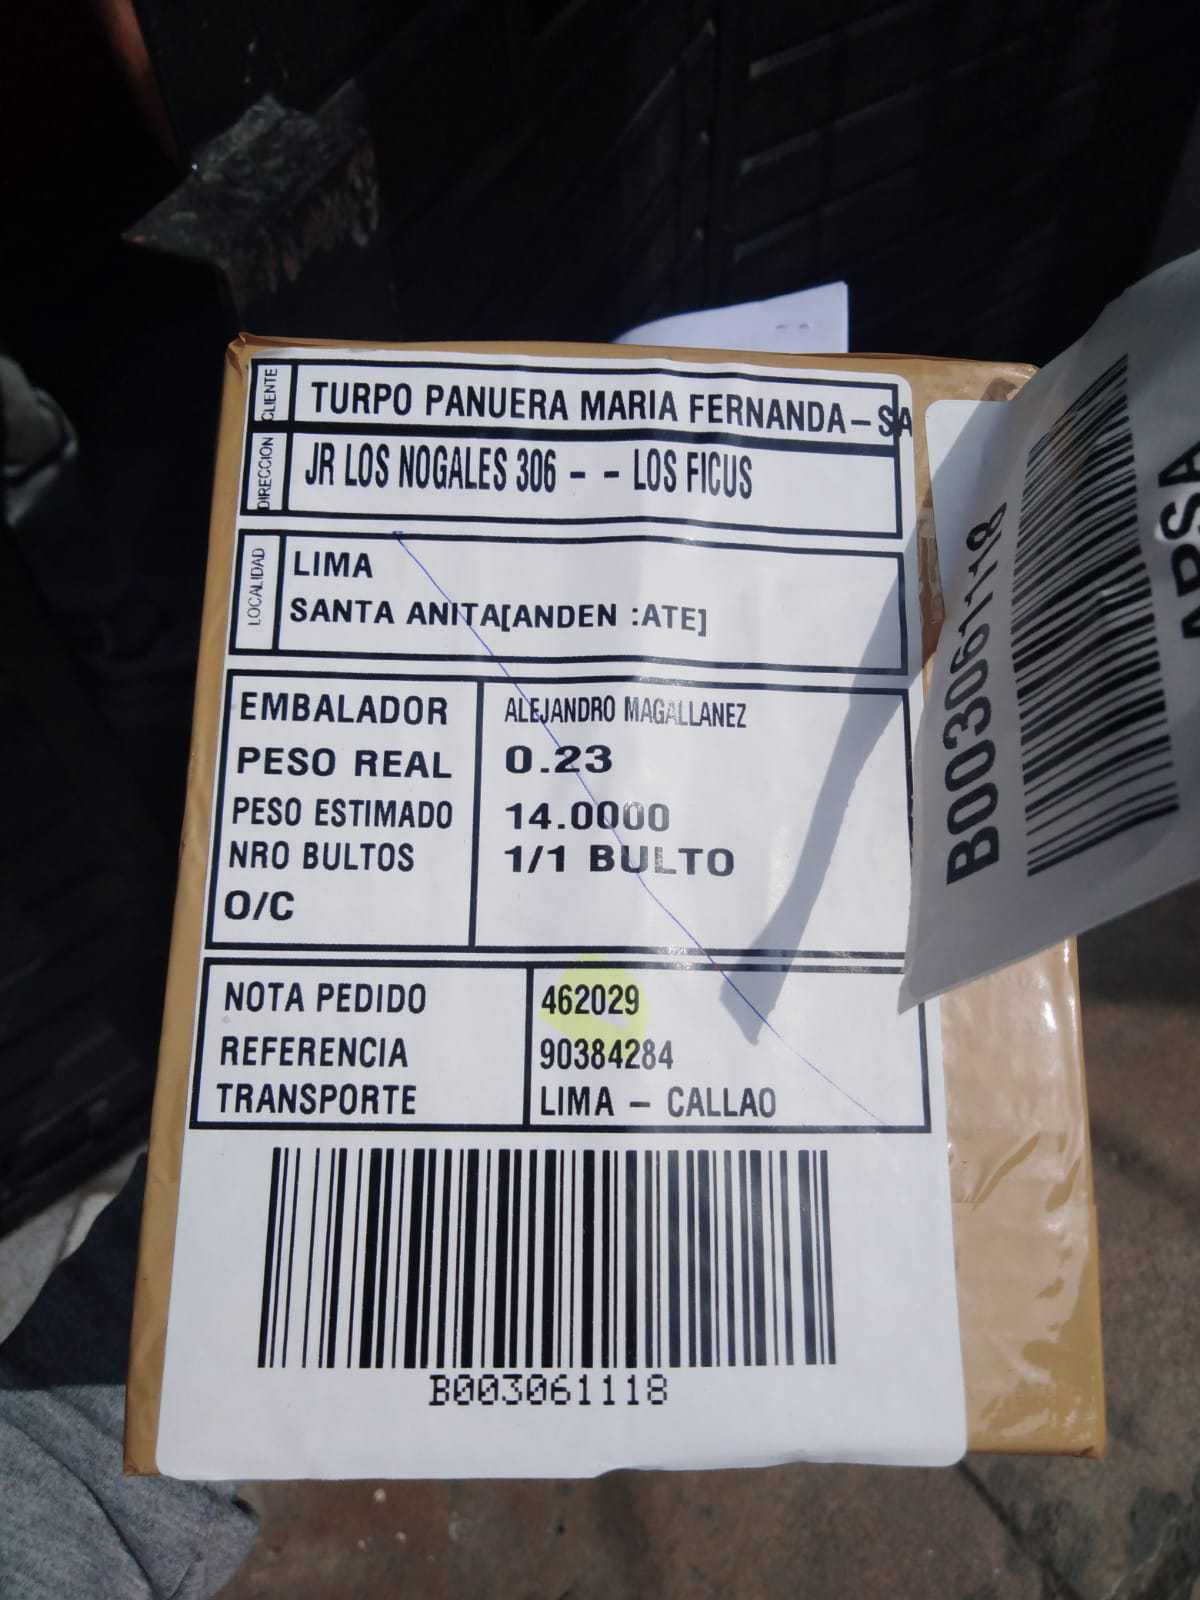 CLIENTE TURPO PANUERA MARIA FERNANDA-SA
DIRECCION JR LOS NOGALES 306 - - LOS FICUS
LOCALIDAD LIMA
SANTA ANITA[ANDEN :ATE]
EMBALADOR ALEJANDRO MAGALLANEZ
PESO REAL 0.23
PESO ESTIMADO 14.0000
NRO BULTOS 1/1 BULTO
O/C
NOTA PEDIDO 462029
REFERENCIA 90384284
TRANSPORTE LIMA - CALLAO
B003061118
B003061118